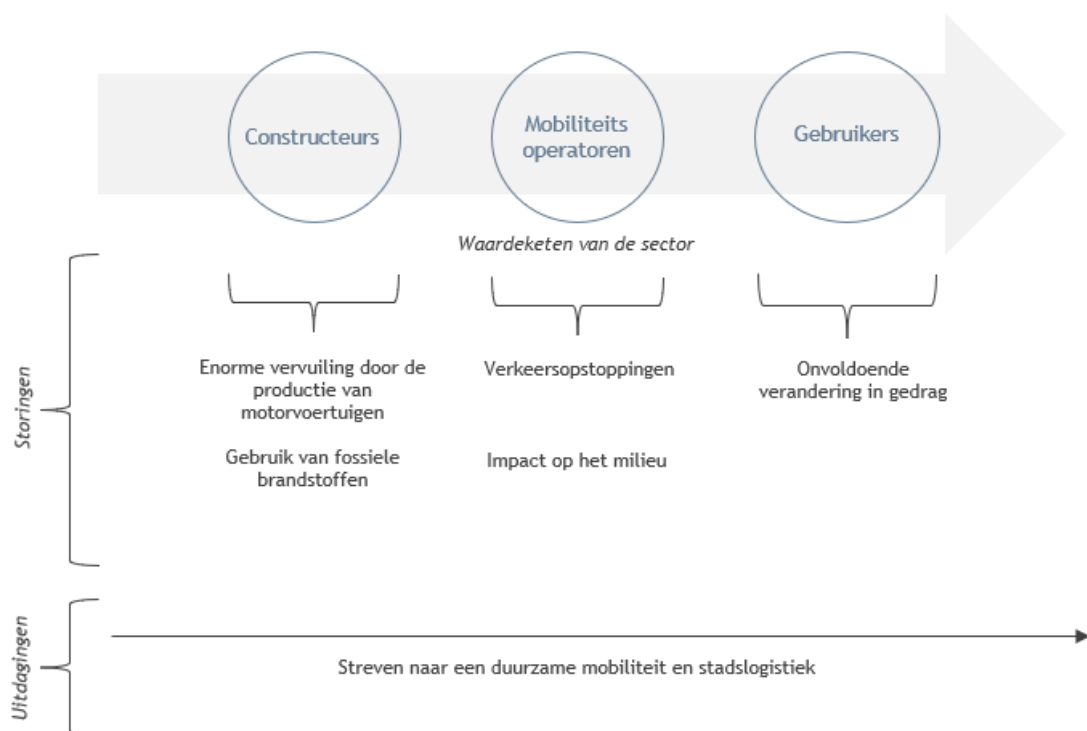 Constructeurs
Mobiliteits
operatoren
Gebruikers
Waardeketen van de sector
Storingen
Enorme vervuiling door de
productie van
motorvoertuigen
Gebruik van fossiele
brandstoffen
Verkeersopstoppingen
Impact op het milieu
Onvoldoende
verandering in gedrag
Uitdagingen
Streven naar een duurzame mobiliteit en stadslogistiek